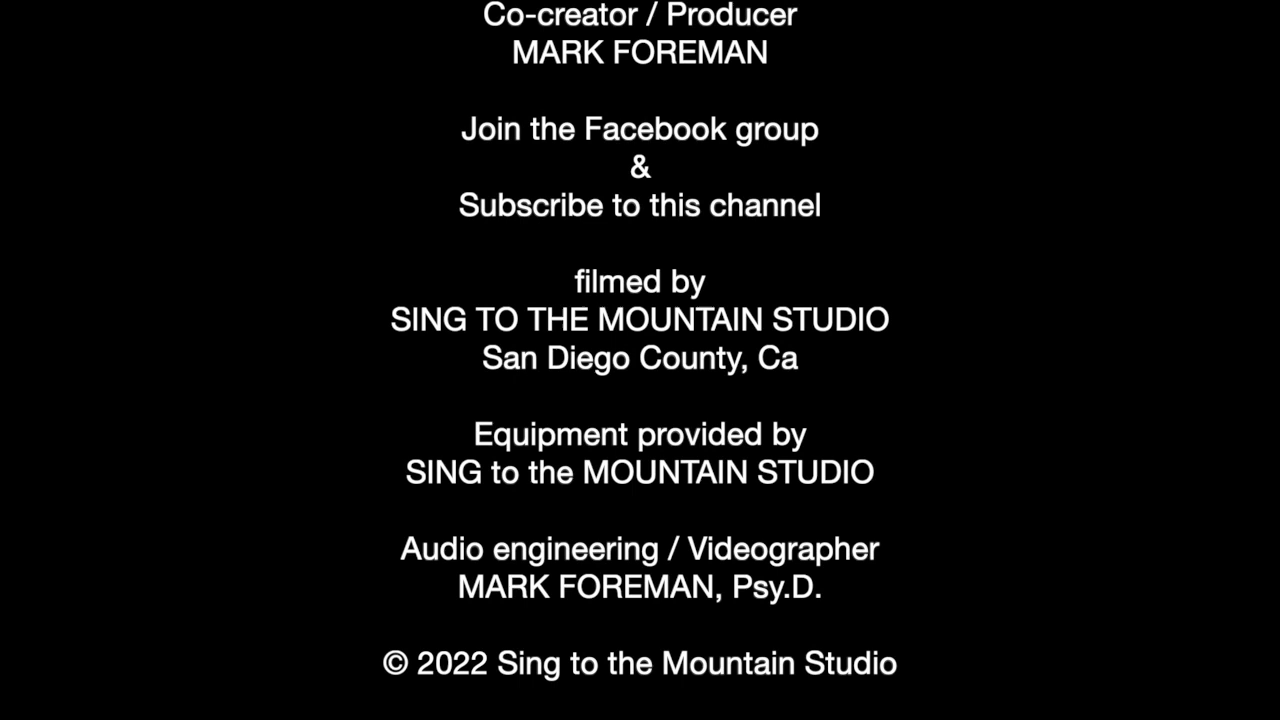 Co-creator / Producer
MARK FOREMAN
Join the Facebook group
&
Subscribe to this channel
filmed by
SING TO THE MOUNTAIN STUDIO
San Diego County, Ca
Equipment provided by
SING to the MOUNTAIN STUDIO
Audio engineering / Videographer
MARK FOREMAN, Psy.D.
© 2022 Sing to the Mountain Studio